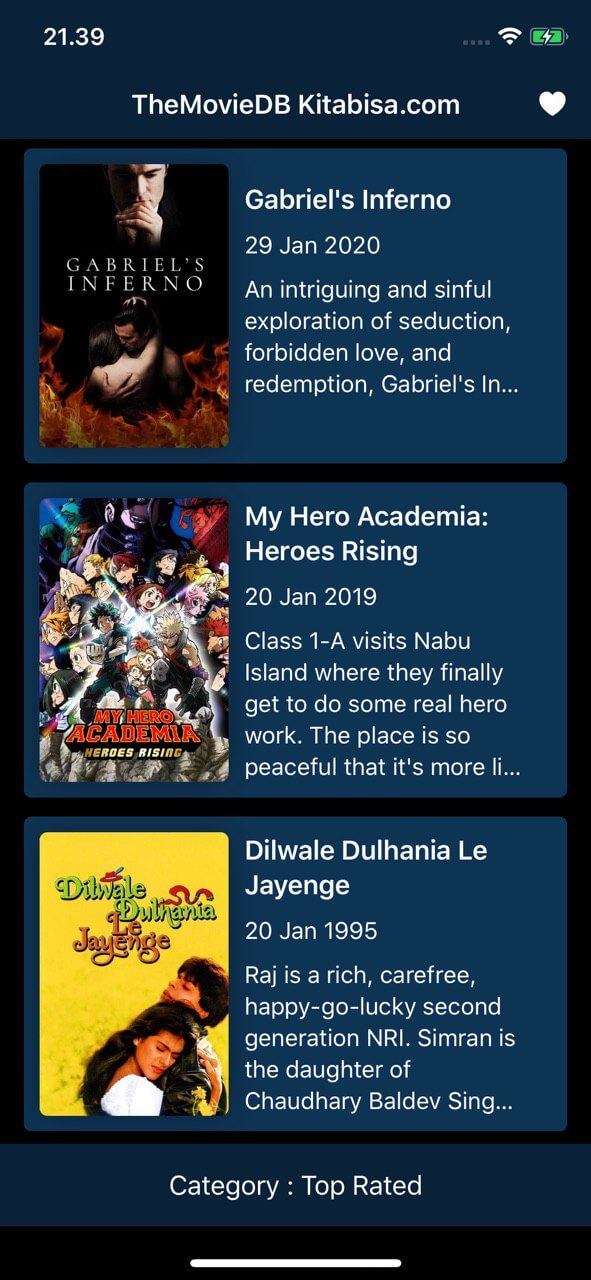 21.39
TheMovieDB Kitabisa.com
GABRIEL'S
INFERNO
Gabriel's Inferno
29 Jan 2020
An intriguing and sinful
exploration of seduction,
forbidden love, and
redemption, Gabriel's In...
MY HERO
ACADEMIA
HEROES RISING
My Hero Academia:
Heroes Rising
20 Jan 2019
Class 1-A visits Nabu
Island where they finally
get to do some real hero
work. The place is so
peaceful that it's more li...
Dilwale
Dulhania
Le
Jayenge
Dilwale Dulhania Le
Jayenge
20 Jan 1995
Raj is a rich, carefree,
happy-go-lucky second
generation NRI. Simran is
the daughter of
Chaudhary Baldev Sing...
Category : Top Rated